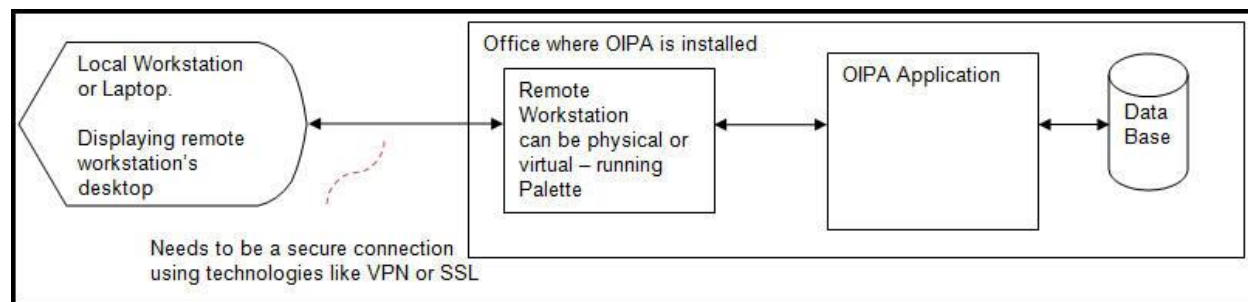 Local Workstation
or Laptop.
Displaying remote
workstation's
desktop
Needs to be a secure connection
using technologies like VPN or SSL
Office where OIPA is installed
Remote
Workstation
can be physical or
virtual – running
Palette
OIPA Application
Data
Base